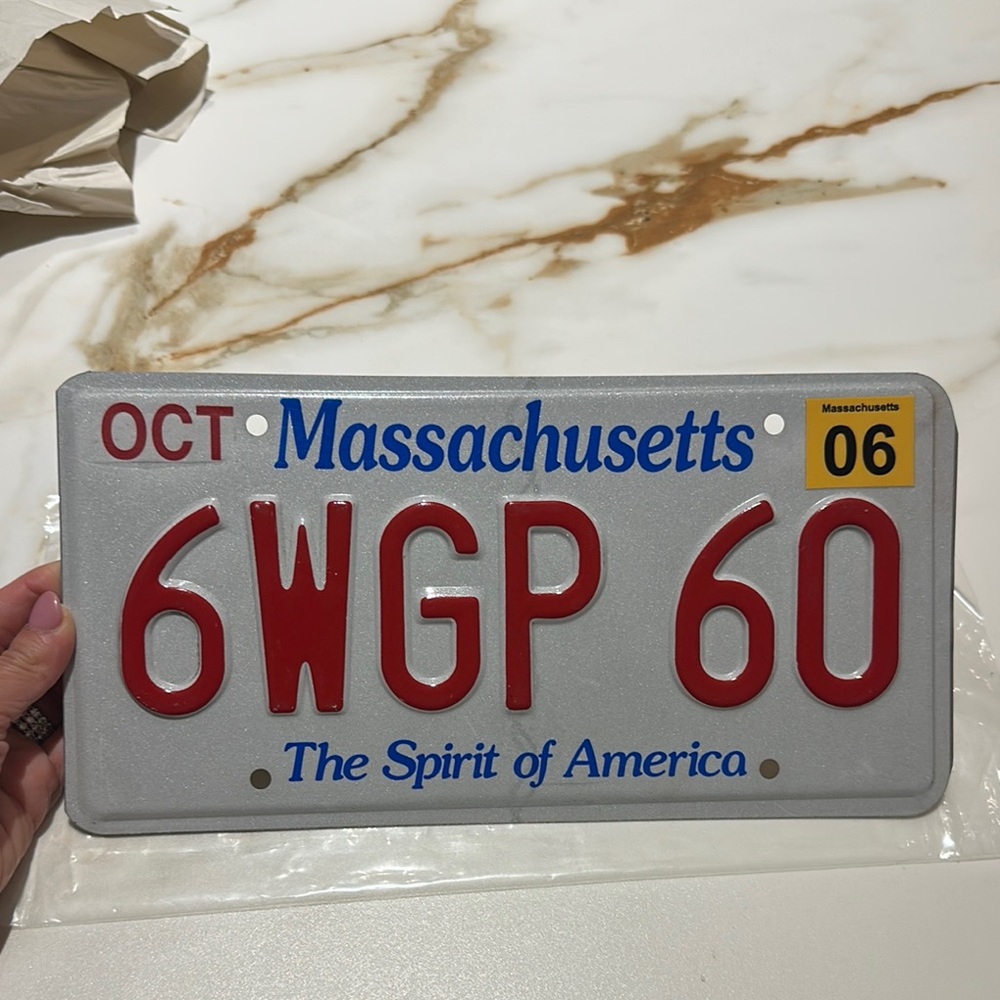 OCT Massachusetts
Massachusetts
06
6WGP 60
The Spirit of America